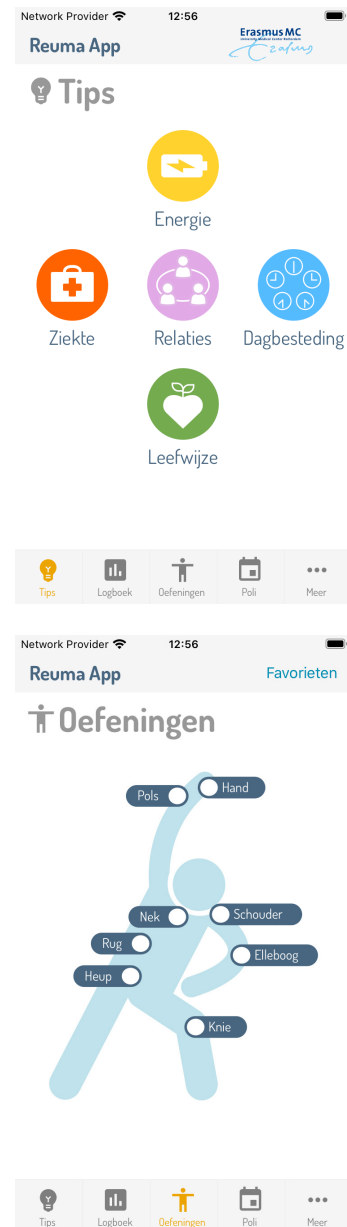 Network Provider 12:56
Reuma App
Erasmus MC
Tips
Energie
Ziekte Relaties Dagbesteding
Leefwijze
Tips Logboek Oefeningen Poli Meer
Network Provider 12:56
Reuma App Favorieten
Oefeningen
Pols Hand
Nek Schouder
Rug Elleboog
Heup
Knie
Tips Logboek Oefeningen Poli Meer